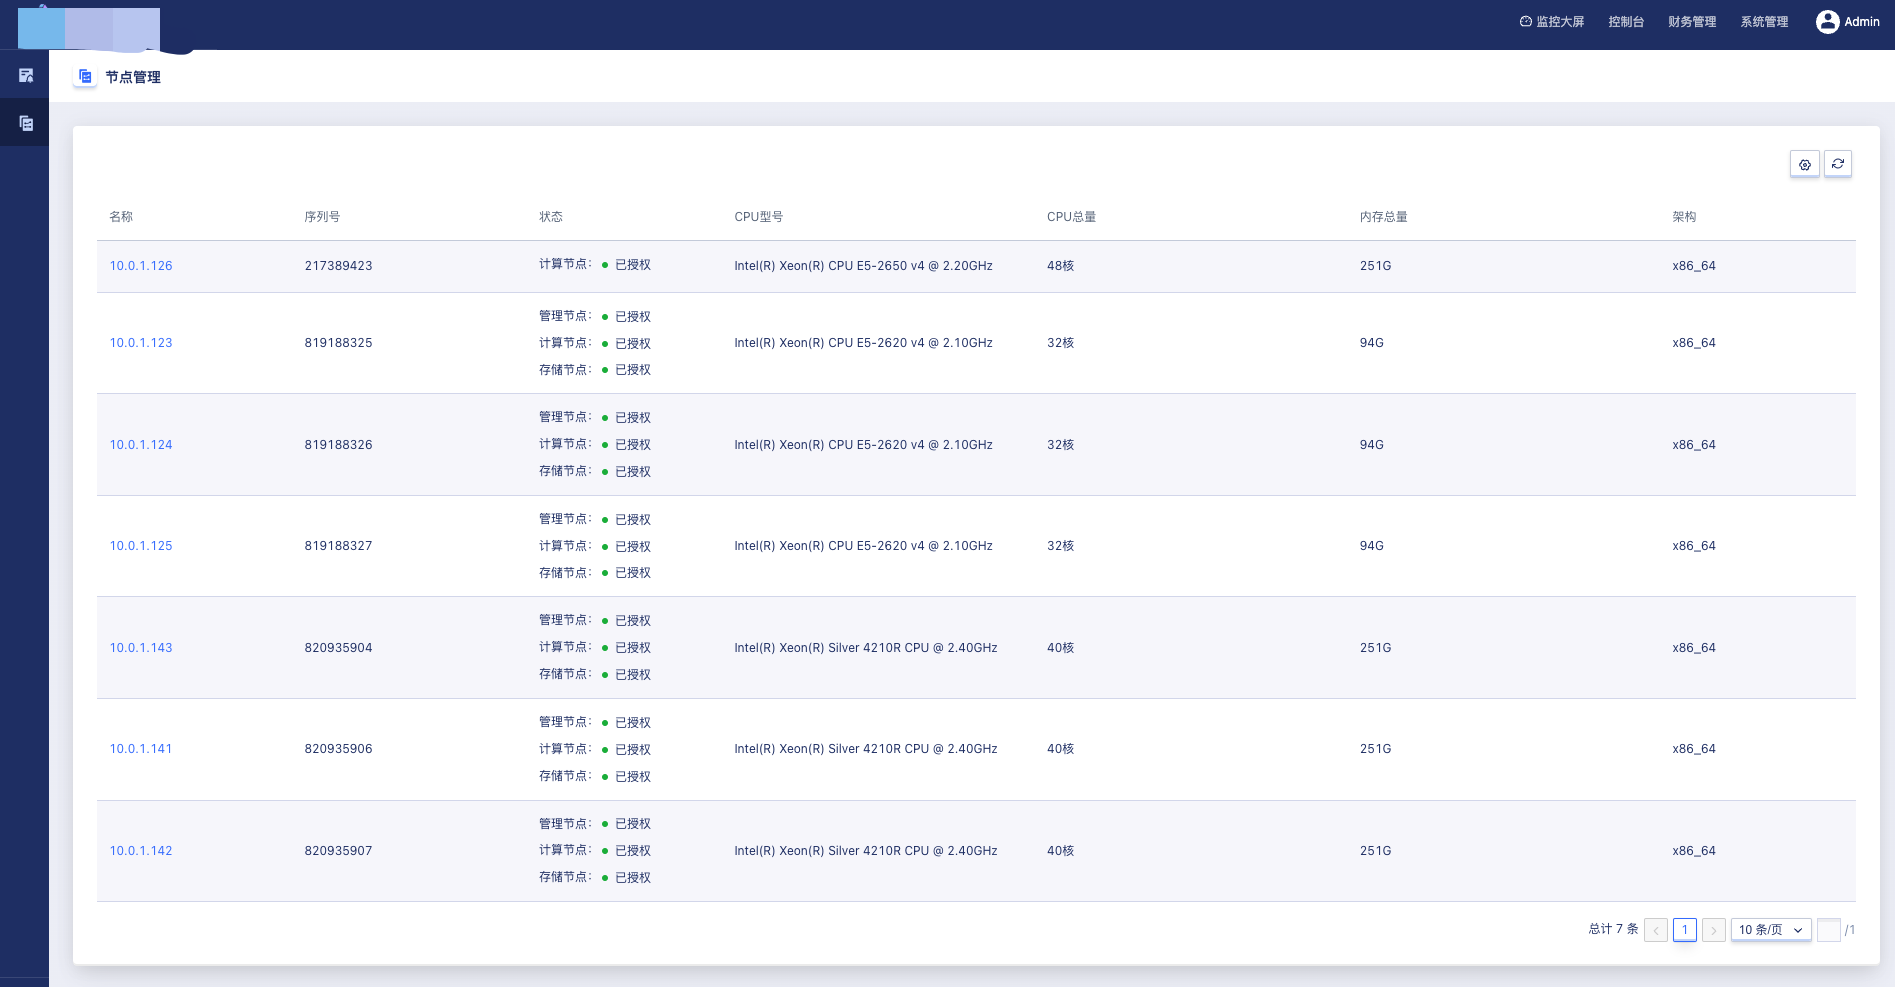 监控大屏 控制台 财务管理 系统管理 Admin
节点管理
名称 序列号 状态 CPU型号 CPU总量 内存总量 架构
10.0.1.126 217389423 计算节点: 已授权 Intel(R) Xeon(R) CPU E5-2650 v4 @ 2.20GHz 48核 251G x86_64
管理节点: 已授权
10.0.1.123 819188325 计算节点: 已授权 Intel(R) Xeon(R) CPU E5-2620 v4 @ 2.10GHz 32核 94G x86_64
存储节点: 已授权
管理节点: 已授权
10.0.1.124 819188326 计算节点: 已授权 Intel(R) Xeon(R) CPU E5-2620 v4 @ 2.10GHz 32核 94G x86_64
存储节点: 已授权
管理节点: 已授权
10.0.1.125 819188327 计算节点: 已授权 Intel(R) Xeon(R) CPU E5-2620 v4 @ 2.10GHz 32核 94G x86_64
存储节点: 已授权
管理节点: 已授权
10.0.1.143 820935904 计算节点: 已授权 Intel(R) Xeon(R) Silver 4210R CPU @ 2.40GHz 40核 251G x86_64
存储节点: 已授权
管理节点: 已授权
10.0.1.141 820935906 计算节点: 已授权 Intel(R) Xeon(R) Silver 4210R CPU @ 2.40GHz 40核 251G x86_64
存储节点: 已授权
管理节点: 已授权
10.0.1.142 820935907 计算节点: 已授权 Intel(R) Xeon(R) Silver 4210R CPU @ 2.40GHz 40核 251G x86_64
存储节点: 已授权
总计 7 条 1 10 条/页 /1